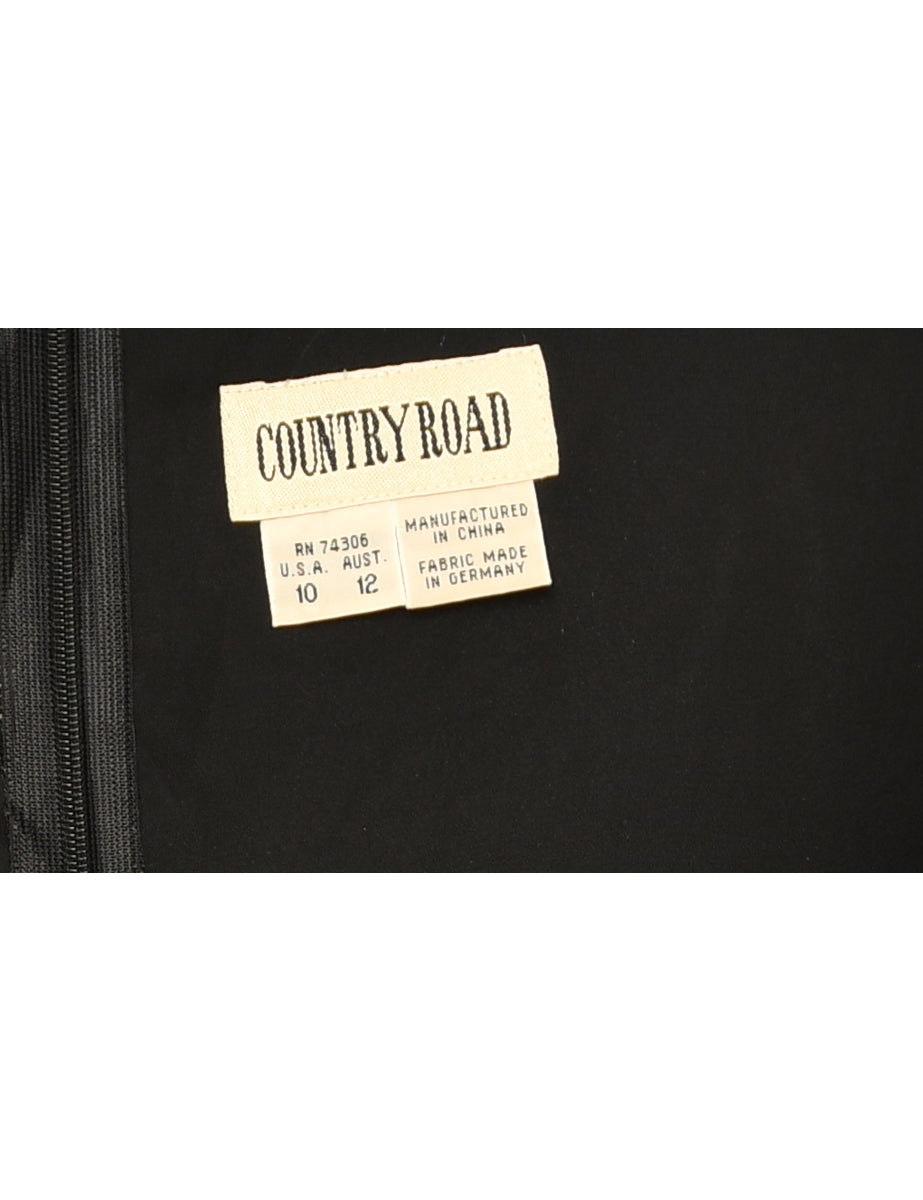 COUNTRY ROAD
RN 74306
U.S.A. AUST.
10 12
MANUFACTURED
IN CHINA
FABRIC MADE
IN GERMANY